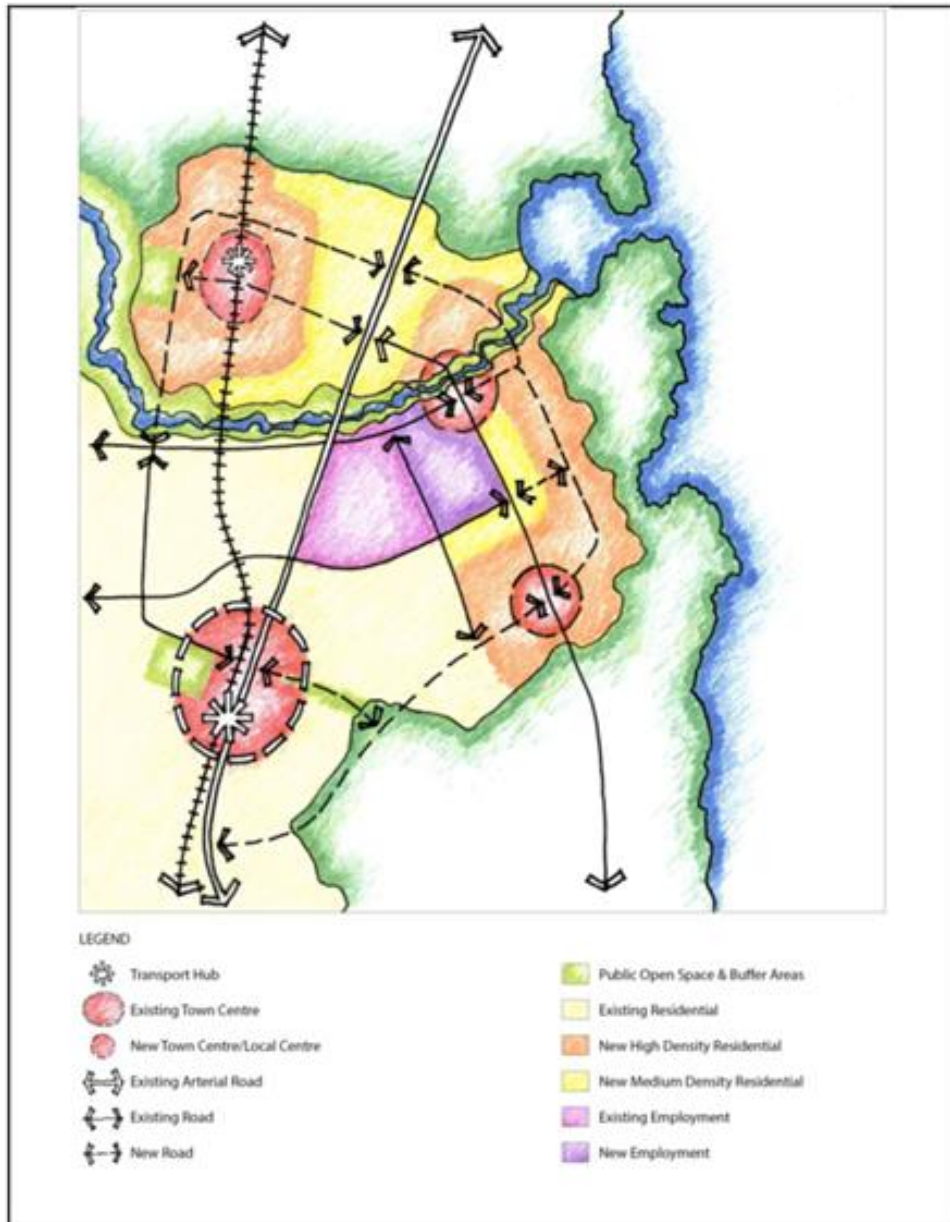 LEGEND
Transport Hub
Existing Town Centre
New Town Centre/Local Centre
Existing Arterial Road
Existing Road
New Road
Public Open Space & Buffer Areas
Existing Residential
New High Density Residential
New Medium Density Residential
Existing Employment
New Employment